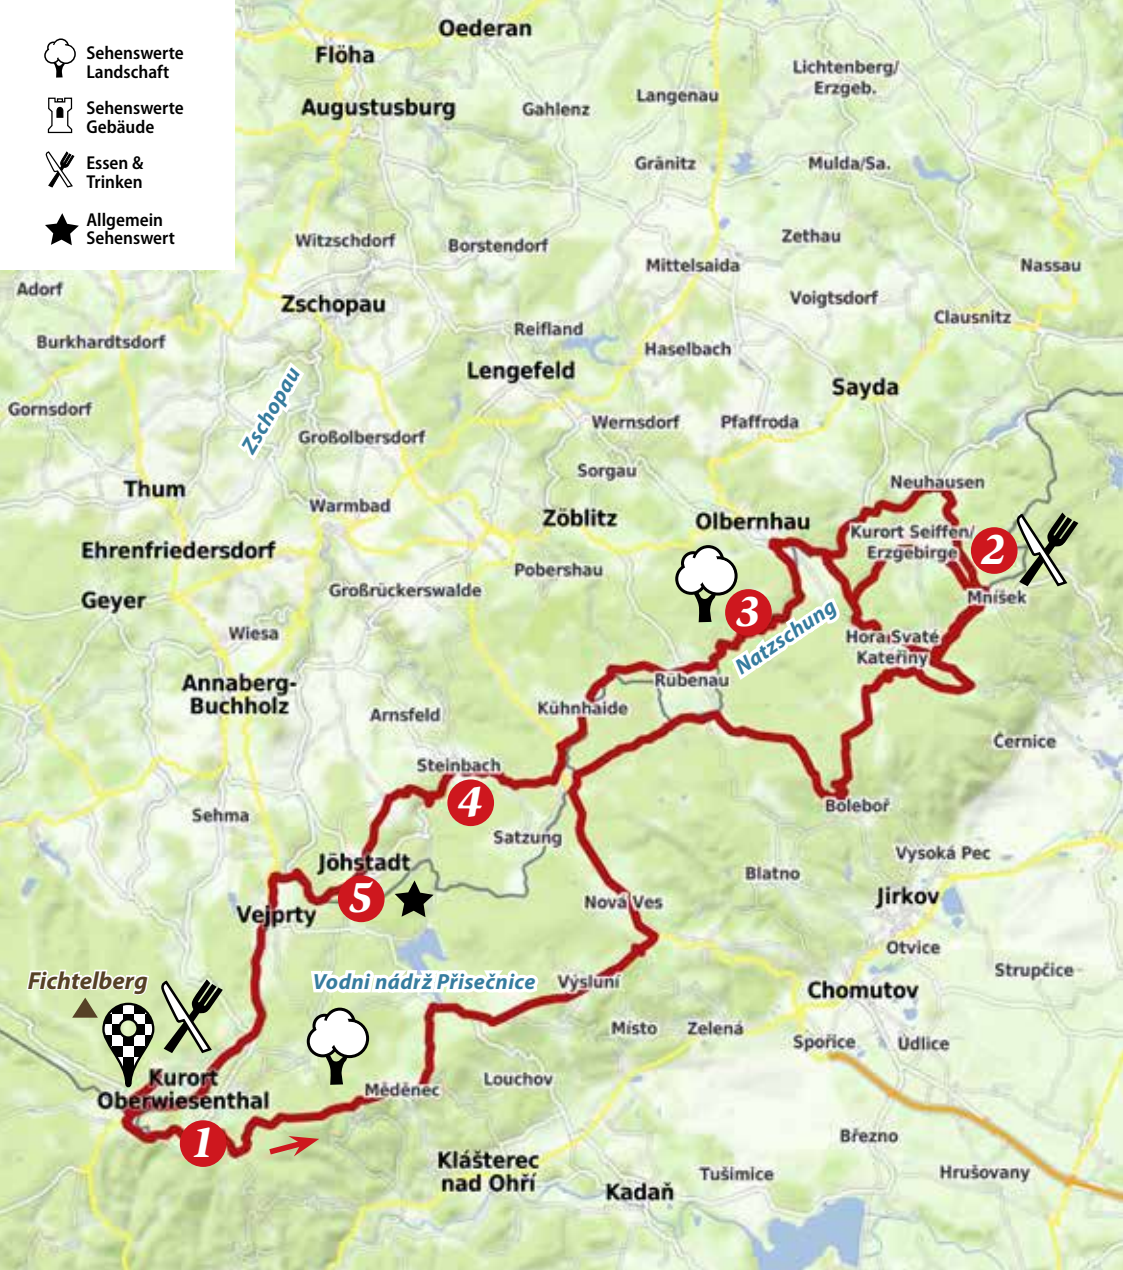 Sehenswerte
Landschaft
Sehenswerte
Gebäude
Essen &
Trinken
Allgemein
Sehenswert
Oederan
Flöha
Lichtenberg/
Erzgeb.
Augustusburg
Gahlenz
Langenau
Gränitz
Mulda/Sa.
Witzschdorf
Borstendorf
Zethau
Mittelsaida
Nassau
Adorf
Zschopau
Voigtsdorf
Clausnitz
Burkhardtsdorf
Reifland
Haselbach
Lengefeld
Sayda
Gornsdorf
Zschopau
Großolbersdorf
Wernsdorf
Pfaffroda
Sorgau
Neuhausen
Thum
Warmbad
Zöblitz
Olbernhau
Kurort Seiffen/
Erzgebirge
2
Ehrenfriedersdorf
Pobershau
Geyer
Großrückerswalde
Mníšek
3
Natzschung
Wiesa
Hora Svaté
Kateřiny
Annaberg-
Buchholz
Rübenau
Arnsfeld
Kühnhaide
Černice
Steinbach
4
Boleboř
Sehma
Satzung
Jöhstadt
Vysoká Pec
Blatno
5
Jirkov
Vejprty
Nová Ves
Otvice
Fichtelberg
Vodni nádrž Přisečnice
Výsluní
Strupčice
Chomutov
Místo
Zelená
Spořice
Údlice
Kurort
Oberwiesenthal
Měděnec
Louchov
1
Březno
Klášterec
nad Ohří
Tušimice
Hrušovany
Kadaň